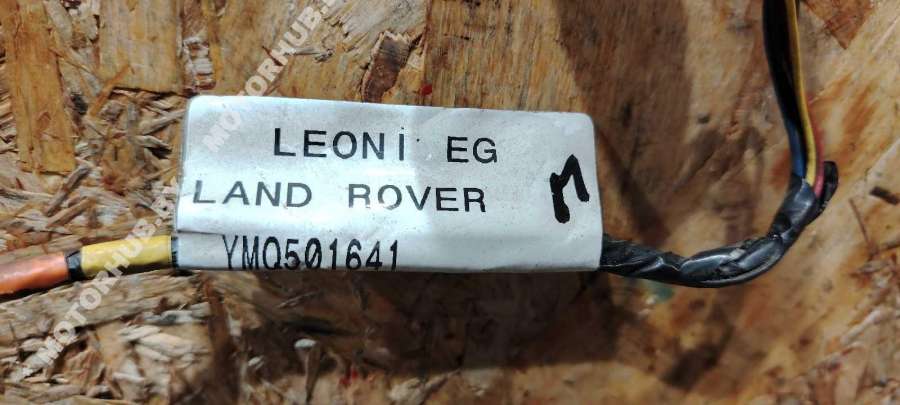 LEONI EG
LAND ROVER
YMQ501641